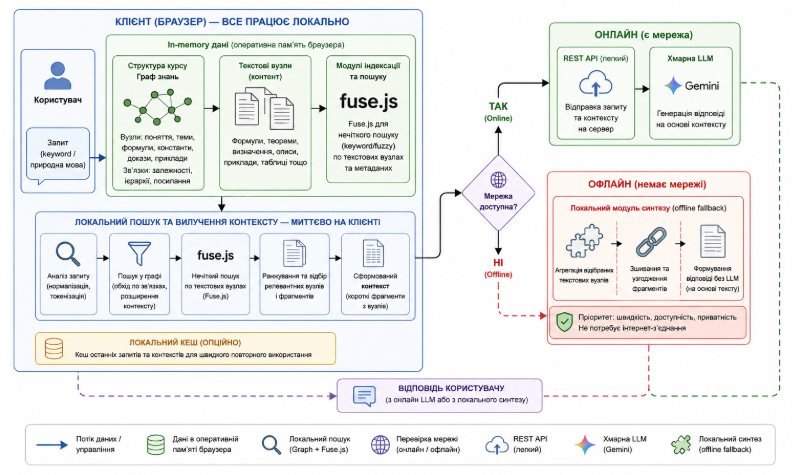 КЛІЄНТ (БРАУЗЕР) — ВСЕ ПРАЦЮЄ ЛОКАЛЬНО
In-memory дані (оперативна пам'ять браузера)
Користувач
Запит
(keyword /
природна мова)
Структура курсу
Граф знань
Вузли: поняття, теми,
формули, константи,
докази, приклади
Зв'язки: залежності,
ієрархії, посилання
Текстові вузли
(контент)
Формули, теореми,
визначення, описи,
приклади, таблиці тощо
Модулі індексації
та пошуку
fuse.js
Fuse.js для
нечіткого пошуку
(keyword/fuzzy)
по текстових вузлах
та метаданих
ЛОКАЛЬНИЙ ПОШУК ТА ВИЛУЧЕННЯ КОНТЕКСТУ — МИТТЄВО НА КЛІЄНТІ
Аналіз запиту
(нормалізація,
токенізація)
Пошук у графі
(обхід по зв'язках,
розширення
контексту)
fuse.js
Нечіткий пошук
по текстових вузлах
(Fuse.js)
Ранжування та відбір
релевантних вузлів
і фрагментів
Сформований
контекст
(короткі фрагменти
з вузлів)
ЛОКАЛЬНИЙ КЕШ (ОПЦІЙНО)
Кеш останніх запитів та контекстів для швидкого повторного використання
Мережа
доступна?
ТАК
(Online)
НІ
(Offline)
ОНЛАЙН (є мережа)
REST API (легкий)
Відправка запиту
та контексту
на сервер
Хмарна LLM
Gemini
Генерація відповіді
на основі контексту
ОФЛАЙН (немає мережі)
Локальний модуль синтезу (offline fallback)
Агрегація відібраних
текстових вузлів
Зшивання та
узгодження
фрагментів
Формування
відповіді без LLM
(на основі тексту)
Пріоритет: швидкість, доступність, приватність
Не потребує інтернет-з'єднання
ВІДПОВІДЬ КОРИСТУВАЧУ
(з онлайн LLM або з локального синтезу)
Потік даних /
управління
Дані в оперативній
пам'яті браузера
Локальний пошук
(Graph + Fuse.js)
Перевірка мережі
(онлайн / офлайн)
REST API
(легкий)
Хмарна LLM
(Gemini)
Локальний синтез
(offline fallback)